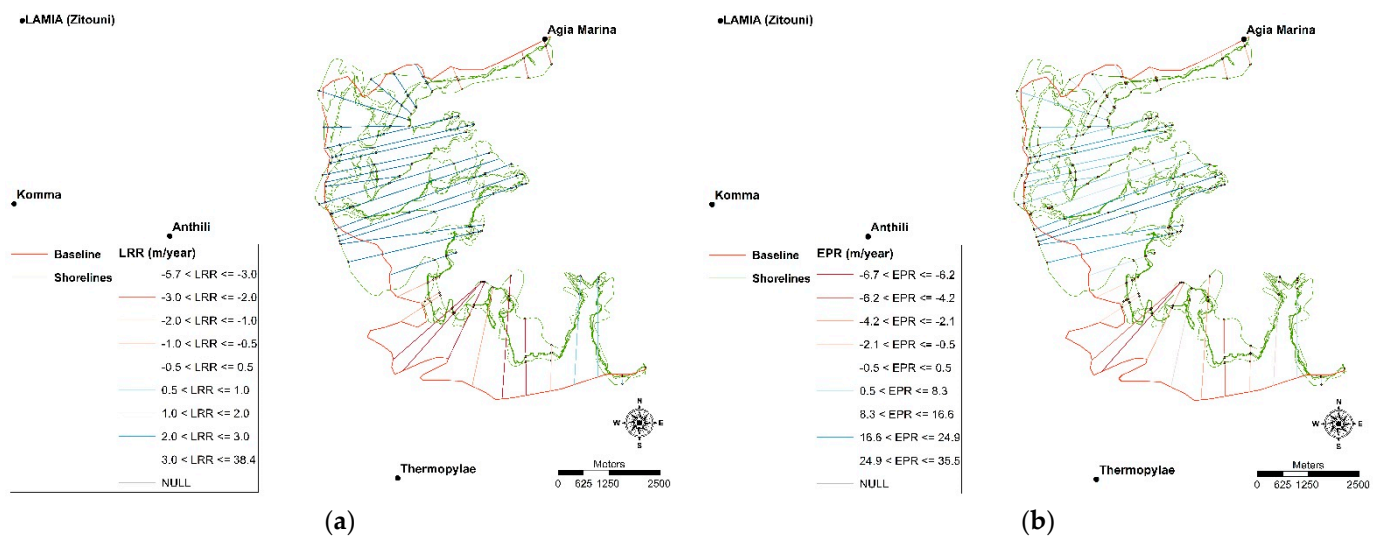 LAMIA (Zitouni)
Agia Marina
Komma
Anthili
Baseline
Shorelines
LRR (m/year)
-5.7 < LRR <= -3.0
-3.0 < LRR <= -2.0
-2.0 < LRR <= -1.0
-1.0 < LRR <= -0.5
-0.5 < LRR <= 0.5
0.5 < LRR <= 1.0
1.0 < LRR <= 2.0
2.0 < LRR <= 3.0
3.0 < LRR <= 38.4
NULL
N
W E
S
Thermopylae
Meters
0 625 1250 2500
(a)
LAMIA (Zitouni)
Agia Marina
Komma
Anthili
Baseline
Shorelines
EPR (m/year)
-6.7 < EPR <= -6.2
-6.2 < EPR <= -4.2
-4.2 < EPR <= -2.1
-2.1 < EPR <= -0.5
-0.5 < EPR <= 0.5
0.5 < EPR <= 8.3
8.3 < EPR <= 16.6
16.6 < EPR <= 24.9
24.9 < EPR <= 35.5
NULL
N
W E
S
Thermopylae
Meters
0 625 1250 2500
(b)